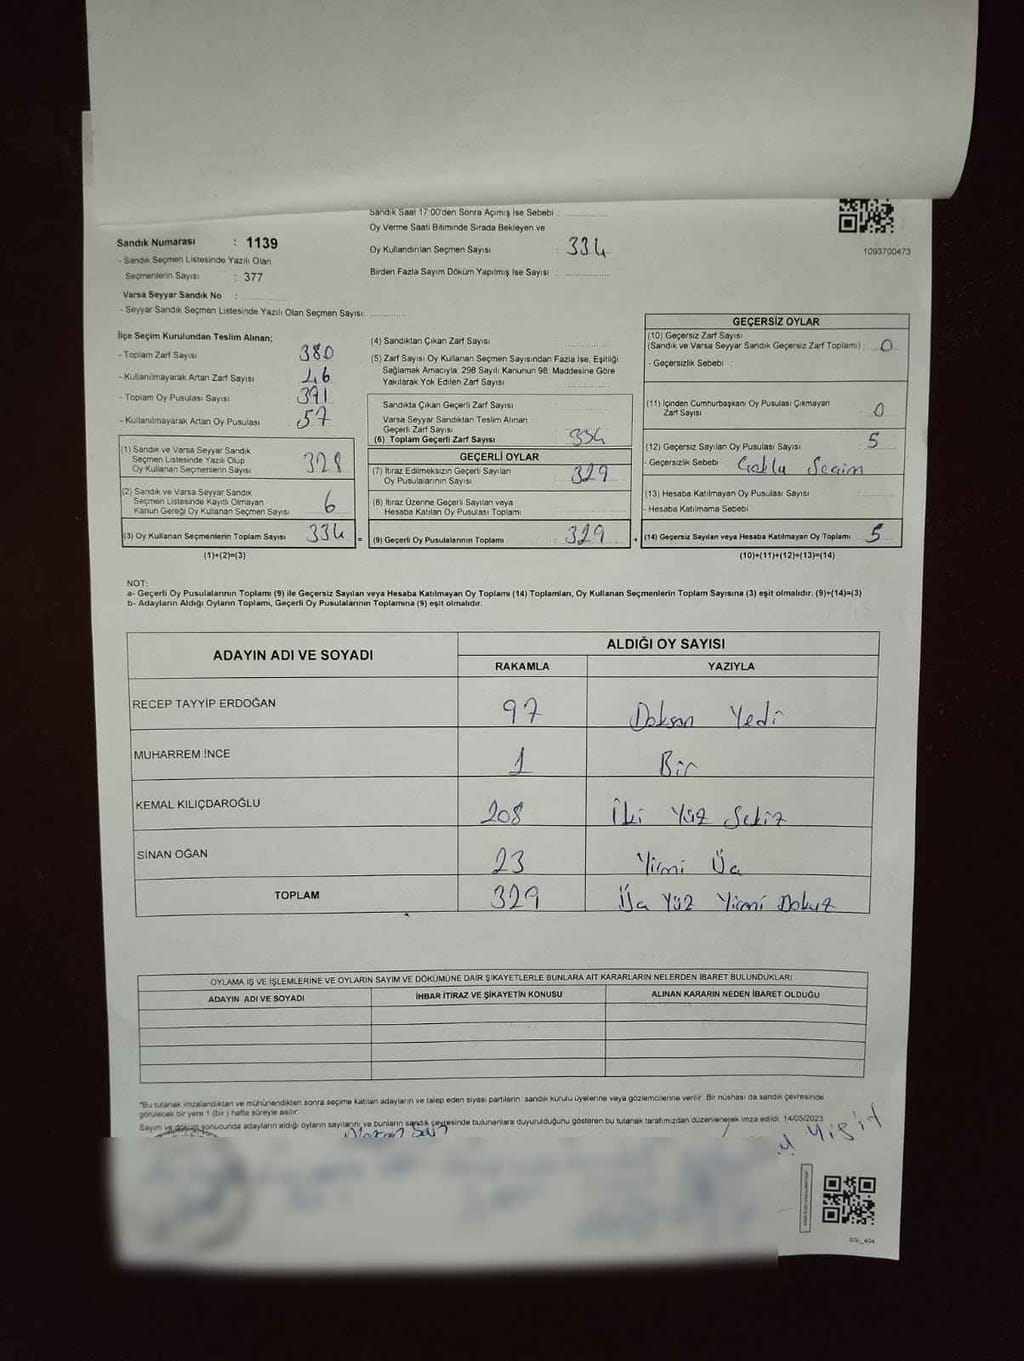 Sandık Saat 17:00'den Sonra Açımış İse Sebebi :
Oy Verme Saati Bitiminde Sırada Bekleyen ve
Oy Kullandırılan Seçmen Sayısı : 334
Birden Fazla Sayım Döküm Yapılmış İse Sayısı :
1093700473
Sandık Numarası : 1139
- Sandık Seçmen Listesinde Yazılı Olan
Seçmenlerin Sayısı : 377
Varsa Seyyar Sandık No :
- Seyyar Sandık Seçmen Listesinde Yazılı Olan Seçmen Sayısı:
İlçe Seçim Kurulundan Teslim Alınan;
- Toplam Zarf Sayısı 380
- Kullanılmayarak Artan Zarf Sayısı 46
- Toplam Oy Pusulası Sayısı 391
- Kullanılmayarak Artan Oy Pusulası 57
(1) Sandık ve Varsa Seyyar Sandık
Seçmen Listesinde Yazılı Olup
Oy Kullanan Seçmenlerin Sayısı 328
(2) Sandık ve Varsa Seyyar Sandık
Seçmen Listesinde Kayıtlı Olmayan
Kanun Gereği Oy Kullanan Seçmen Sayısı 6
(3) Oy Kullanan Seçmenlerin Toplam Sayısı 334
(1)+(2)=(3)
(4) Sandıktan Çıkan Zarf Sayısı
(5) Zarf Sayısı Oy Kullanan Seçmen Sayısından Fazla İse, Eşitliği
Sağlamak Amacıyla 298 Sayılı Kanunun 98. Maddesine Göre
Yakılarak Yok Edilen Zarf Sayısı
Sandıkta Çıkan Geçerli Zarf Sayısı
Varsa Seyyar Sandıktan Teslim Alınan
Geçerli Zarf Sayısı
(6) Toplam Geçerli Zarf Sayısı 334
GEÇERLİ OYLAR
(7) İtiraz Edilmeksizin Geçerli Sayılan
Oy Pusulalarının Sayısı 329
(8) İtiraz Üzerine Geçerli Sayılan veya
Hesaba Katılan Oy Pusulası Toplamı
= (9) Geçerli Oy Pusulalarının Toplamı 329
GEÇERSİZ OYLAR
(10) Geçersiz Zarf Sayısı
(Sandık ve Varsa Seyyar Sandık Geçersiz Zarf Toplamı) : 0
- Geçersizlik Sebebi :
(11) İçinden Cumhurbaşkanı Oy Pusulası Çıkmayan
Zarf Sayısı 0
(12) Geçersiz Sayılan Oy Pusulası Sayısı 5
- Geçersizlik Sebebi Çoklu Seçim
(13) Hesaba Katılmayan Oy Pusulası Sayısı
- Hesaba Katılmama Sebebi
+ (14) Geçersiz Sayılan veya Hesaba Katılmayan Oy Toplamı 5
(10)+(11)+(12)+(13)=(14)
NOT:
a- Geçerli Oy Pusulalarının Toplamı (9) ile Geçersiz Sayılan veya Hesaba Katılmayan Oy Toplamı (14) Toplamları, Oy Kullanan Seçmenlerin Toplam Sayısına (3) eşit olmalıdır. (9)+(14)=(3)
b- Adayların Aldığı Oyların Toplamı, Geçerli Oy Pusulalarının Toplamına (9) eşit olmalıdır.
ADAYIN ADI VE SOYADI
ALDIĞI OY SAYISI
RAKAMLA YAZIYLA
RECEP TAYYİP ERDOĞAN 97 Doksan Yedi
MUHARREM İNCE 1 Bir
KEMAL KILIÇDAROĞLU 208 İki Yüz Sekiz
SİNAN OĞAN 23 Yirmi Üç
TOPLAM 329 Üç Yüz Yirmi Dokuz
OYLAMA İŞ VE İŞLEMLERİNE VE OYLARIN SAYIM VE DÖKÜMÜNE DAİR ŞİKAYETLERLE BUNLARA AİT KARARLARIN NELERDEN İBARET BULUNDUKLARI
ADAYIN ADI VE SOYADI İHBAR İTİRAZ VE ŞİKAYETİN KONUSU ALINAN KARARIN NEDEN İBARET OLDUĞU
*Bu tutanak imzalandıktan ve mühürlendikten sonra seçime katılan adayların ve talep eden siyasi partilerin sandık kurulu üyelerine veya gözlemcilerine verilir. Bir nüshası da sandık çevresinde
görülecek bir yere 1 (bir) hafta süreyle asılır.
Sayım ve döküm sonucunda adayların aldığı oyların sayılarını ve bunların sandık çevresinde bulunanlara duyurulduğunu gösteren bu tutanak tarafımızdan düzenlenerek imza edildi. 14/05/2023